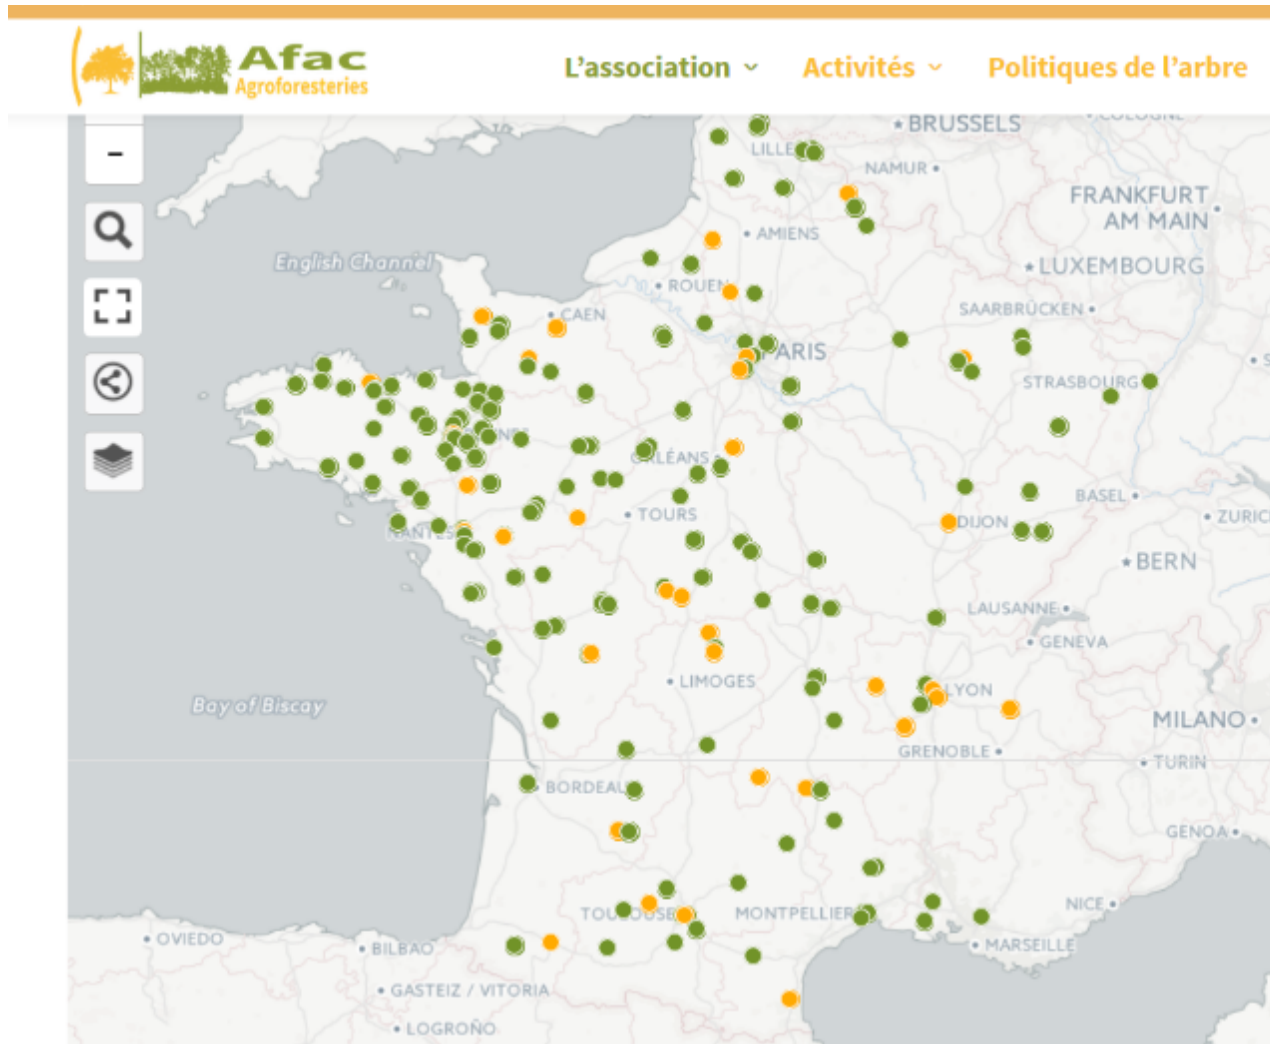 Afac
Agroforesteries
L'association
Activités
Politiques de l'arbre
-
BRUSSELS
COLOGNE
LILLE
NAMUR
FRANKFURT
AM MAIN
AMIENS
English Channel
LUXEMBOURG
ROUEN
SAARBRÜCKEN
CAEN
PARIS
STRASBOURG
ORLÉANS
BASEL
TOURS
DIJON
ZURIC
NANTES
BERN
LAUSANNE
GENEVA
LIMOGES
LYON
Bay of Biscay
MILANO
GRENOBLE
TURIN
BORDEAU
GENOA
TOULOUSE
MONTPELLIER
NICE
OVIEDO
BILBAO
MARSEILLE
GASTEIZ / VITORIA
LOGROÑO